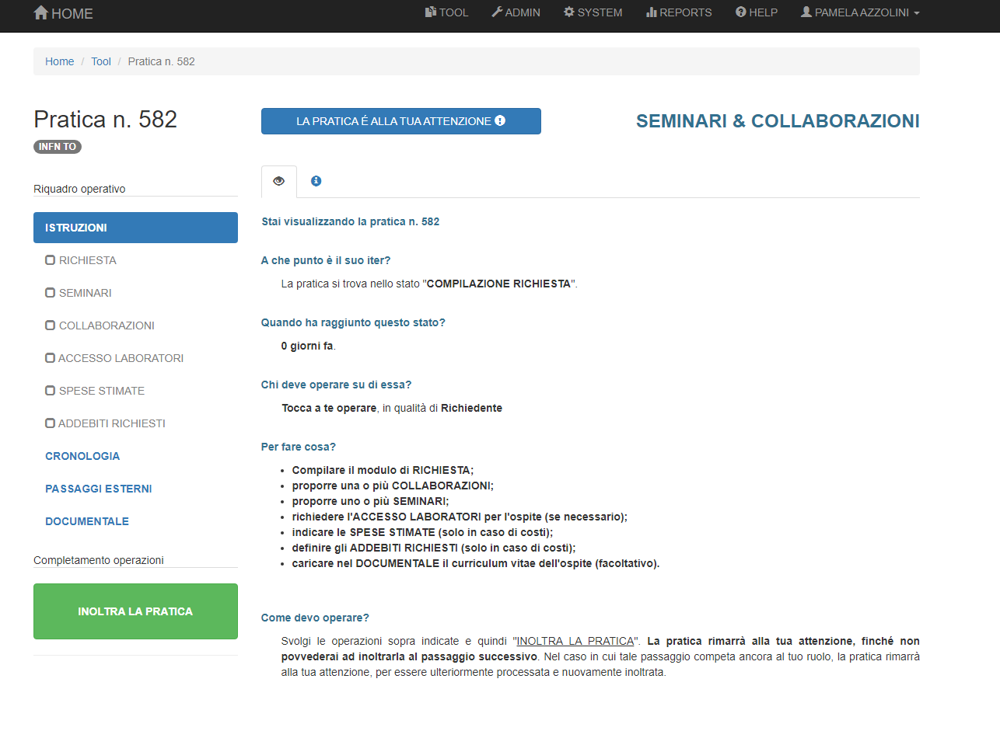 HOME TOOL ADMIN SYSTEM REPORTS HELP PAMELA AZZOLINI
Home / Tool / Pratica n. 582
Pratica n. 582
INFN TO
LA PRATICA É ALLA TUA ATTENZIONE
SEMINARI & COLLABORAZIONI
Riquadro operativo
ISTRUZIONI
RICHIESTA
SEMINARI
COLLABORAZIONI
ACCESSO LABORATORI
SPESE STIMATE
ADDEBITI RICHIESTI
CRONOLOGIA
PASSAGGI ESTERNI
DOCUMENTALE
Completamento operazioni
INOLTRA LA PRATICA
Stai visualizzando la pratica n. 582
A che punto è il suo iter?
La pratica si trova nello stato "COMPILAZIONE RICHIESTA".
Quando ha raggiunto questo stato?
0 giorni fa.
Chi deve operare su di essa?
Tocca a te operare, in qualità di Richiedente
Per fare cosa?
• Compilare il modulo di RICHIESTA;
• proporre una o più COLLABORAZIONI;
• proporre uno o più SEMINARI;
• richiedere l'ACCESSO LABORATORI per l'ospite (se necessario);
• indicare le SPESE STIMATE (solo in caso di costi);
• definire gli ADDEBITI RICHIESTI (solo in caso di costi);
• caricare nel DOCUMENTALE il curriculum vitae dell'ospite (facoltativo).
Come devo operare?
Svolgi le operazioni sopra indicate e quindi "INOLTRA LA PRATICA". La pratica rimarrà alla tua attenzione, finché non
povvederai ad inoltrarla al passaggio successivo. Nel caso in cui tale passaggio competa ancora al tuo ruolo, la pratica rimarrà
alla tua attenzione, per essere ulteriormente processata e nuovamente inoltrata.